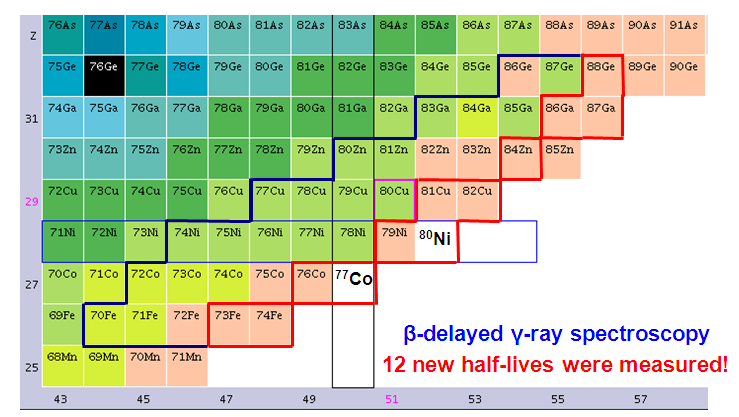 Z 76As 77As 78As 79As 80As 81As 82As 83As 84As 85As 86As 87As 88As 89As 90As 91As
75Ge 76Ge 77Ge 78Ge 79Ge 80Ge 81Ge 82Ge 83Ge 84Ge 85Ge 86Ge 87Ge 88Ge 89Ge 90Ge
31 74Ga 75Ga 76Ga 77Ga 78Ga 79Ga 80Ga 81Ga 82Ga 83Ga 84Ga 85Ga 86Ga 87Ga
73Zn 74Zn 75Zn 76Zn 77Zn 78Zn 79Zn 80Zn 81Zn 82Zn 83Zn 84Zn 85Zn
29 72Cu 73Cu 74Cu 75Cu 76Cu 77Cu 78Cu 79Cu 80Cu 81Cu 82Cu
71Ni 72Ni 73Ni 74Ni 75Ni 76Ni 77Ni 78Ni 79Ni ⁸⁰Ni
27 70Co 71Co 72Co 73Co 74Co 75Co 76Co ⁷⁷Co
69Fe 70Fe 71Fe 72Fe 73Fe 74Fe
β-delayed γ-ray spectroscopy
25 68Mn 69Mn 70Mn 71Mn
12 new half-lives were measured!
43 45 47 49 51 53 55 57